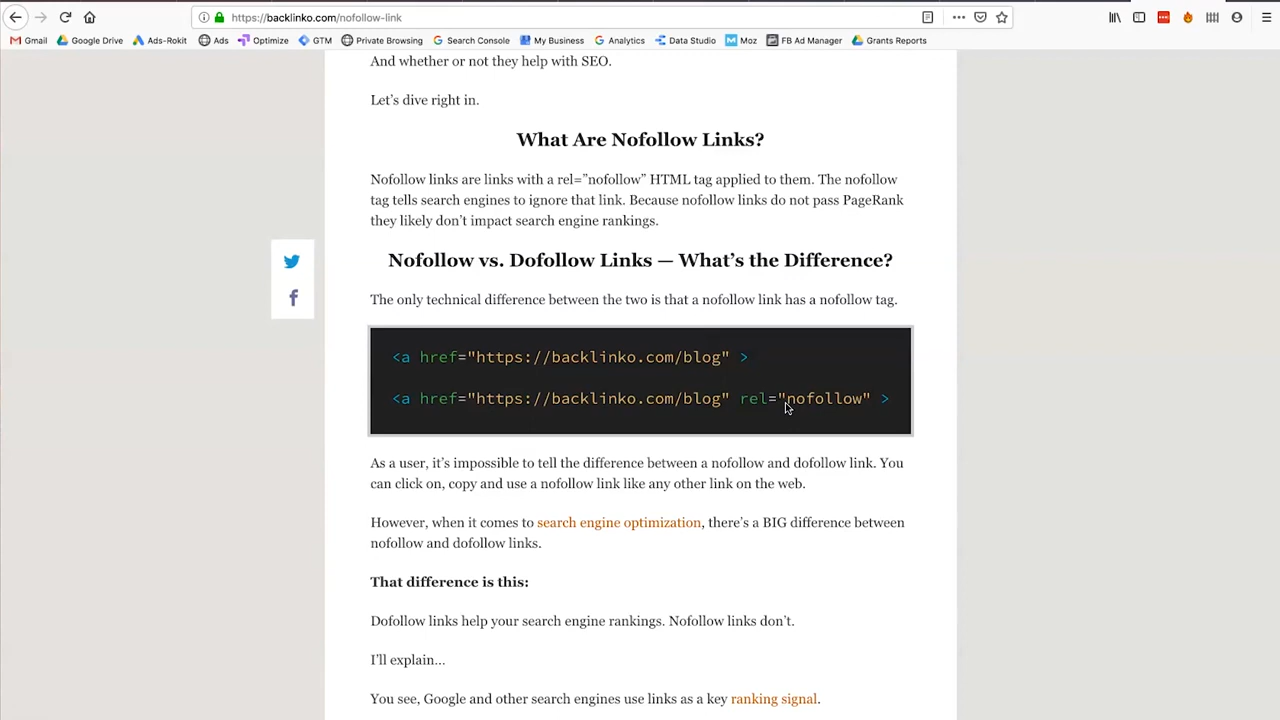 https://backlinko.com/nofollow-link
Gmail Google Drive Ads-Rokit Ads Optimize GTM Private Browsing Search Console My Business Analytics Data Studio Moz FB Ad Manager Grants Reports
And whether or not they help with SEO.
Let’s dive right in.
What Are Nofollow Links?
Nofollow links are links with a rel=”nofollow” HTML tag applied to them. The nofollow
tag tells search engines to ignore that link. Because nofollow links do not pass PageRank
they likely don’t impact search engine rankings.
Nofollow vs. Dofollow Links — What’s the Difference?
The only technical difference between the two is that a nofollow link has a nofollow tag.
<a href="https://backlinko.com/blog" >
<a href="https://backlinko.com/blog" rel="nofollow" >
As a user, it’s impossible to tell the difference between a nofollow and dofollow link. You
can click on, copy and use a nofollow link like any other link on the web.
However, when it comes to search engine optimization, there’s a BIG difference between
nofollow and dofollow links.
That difference is this:
Dofollow links help your search engine rankings. Nofollow links don’t.
I’ll explain…
You see, Google and other search engines use links as a key ranking signal.